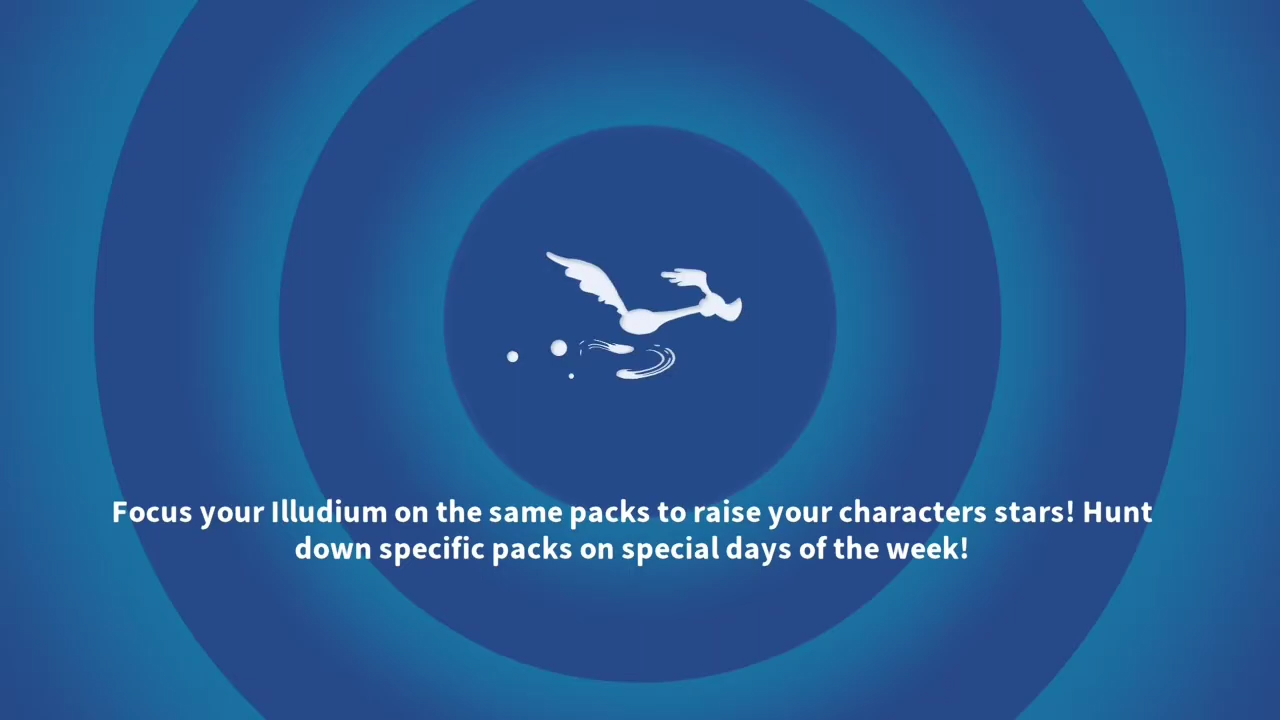 Focus your Illudium on the same packs to raise your characters stars! Hunt
down specific packs on special days of the week!